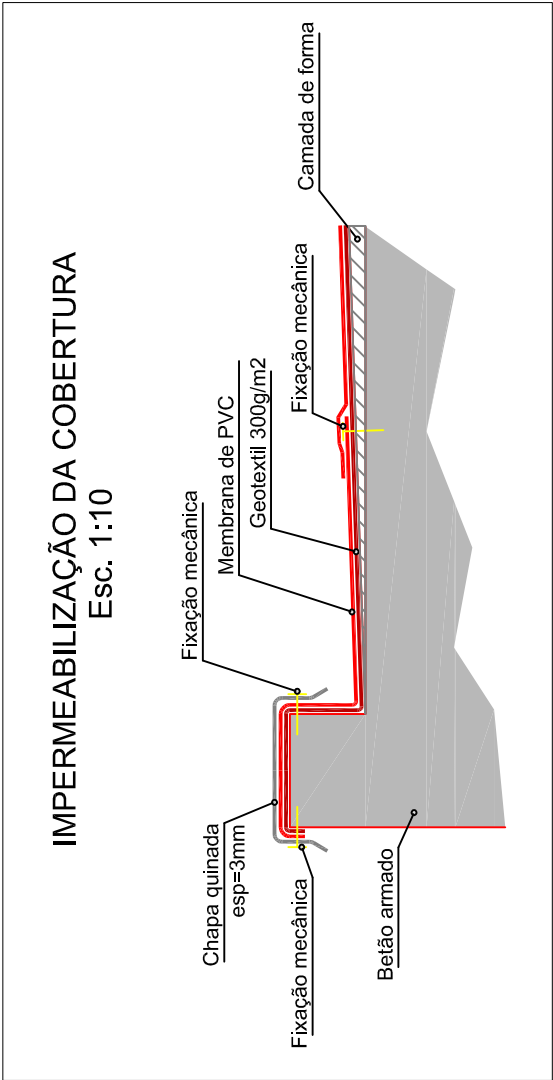 IMPERMEABILIZAÇÃO DA COBERTURA
Esc. 1:10
Camada de forma
Fixação mecânica
Geotextil 300g/m2
Membrana de PVC
Fixação mecânica
Chapa quinada
esp=3mm
Fixação mecânica
Betão armado